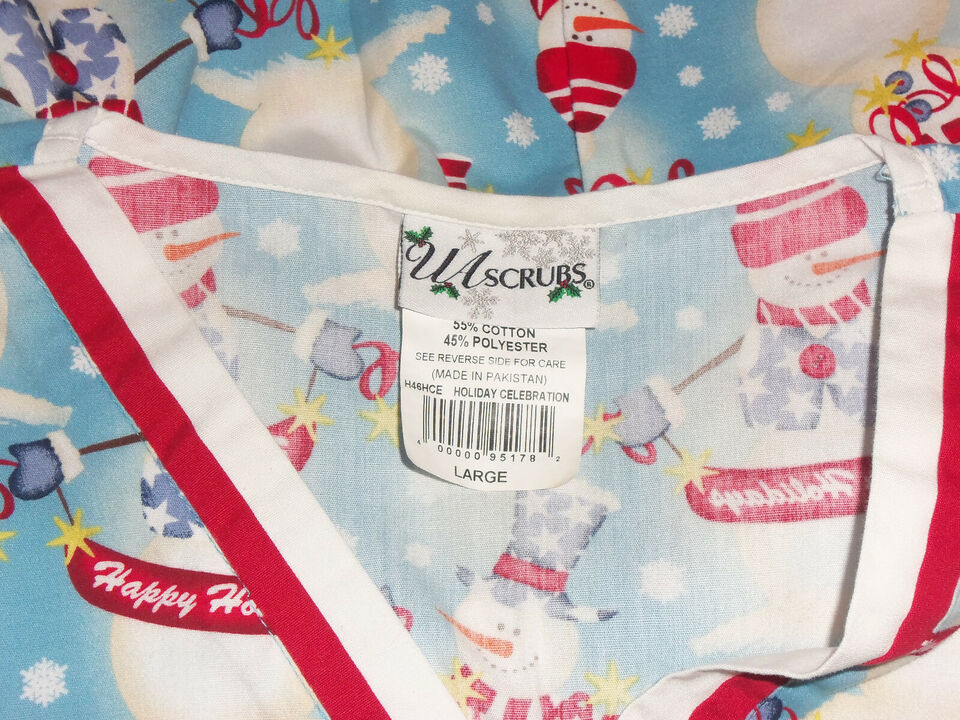 UA SCRUBS®
55% COTTON
45% POLYESTER
SEE REVERSE SIDE FOR CARE
(MADE IN PAKISTAN)
H46HCE HOLIDAY CELEBRATION
4 00000 95178 2
LARGE
Holidays
Happy Ho